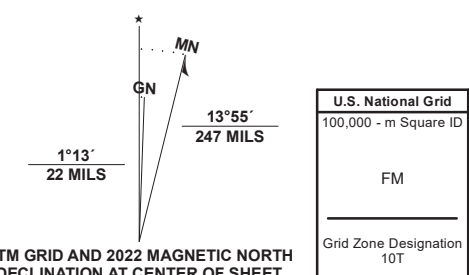 ★
MN
GN
13°55´
247 MILS
1°13´
22 MILS
TM GRID AND 2022 MAGNETIC NORTH
DECLINATION AT CENTER OF SHEET
U.S. National Grid
100,000 - m Square ID
FM
Grid Zone Designation
10T